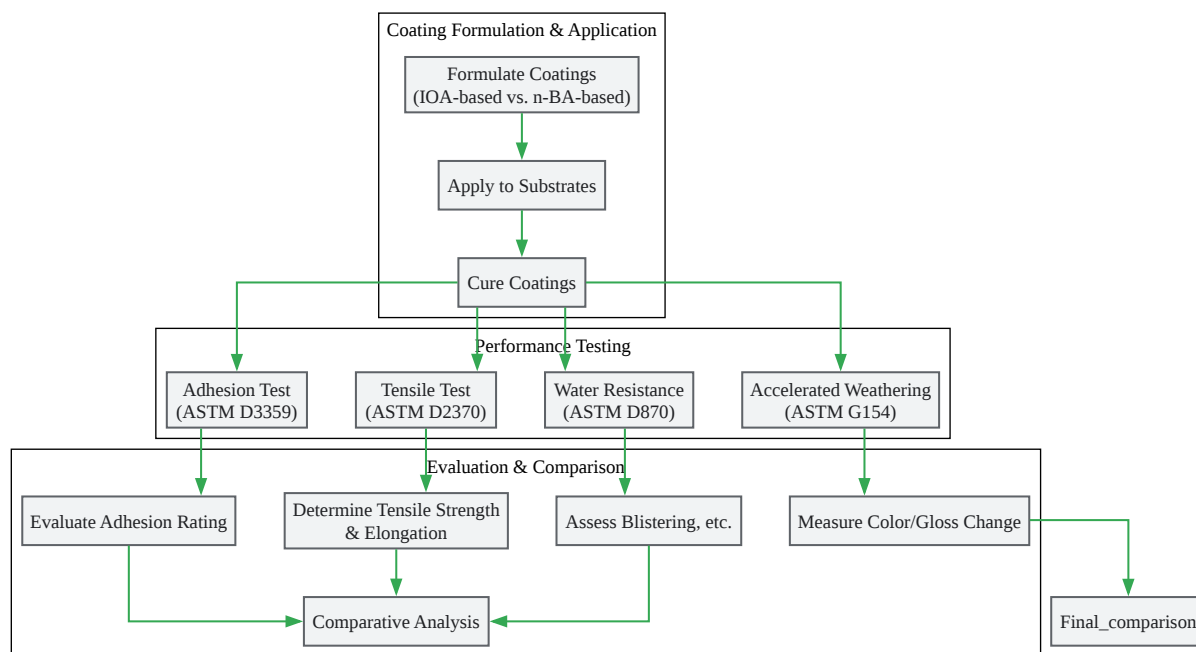 Coating Formulation & Application
Formulate Coatings
(IOA-based vs. n-BA-based)
Apply to Substrates
Cure Coatings
Performance Testing
Adhesion Test
(ASTM D3359)
Tensile Test
(ASTM D2370)
Water Resistance
(ASTM D870)
Accelerated Weathering
(ASTM G154)
Evaluation & Comparison
Evaluate Adhesion Rating
Determine Tensile Strength
& Elongation
Assess Blistering, etc.
Measure Color/Gloss Change
Comparative Analysis
Final_comparison